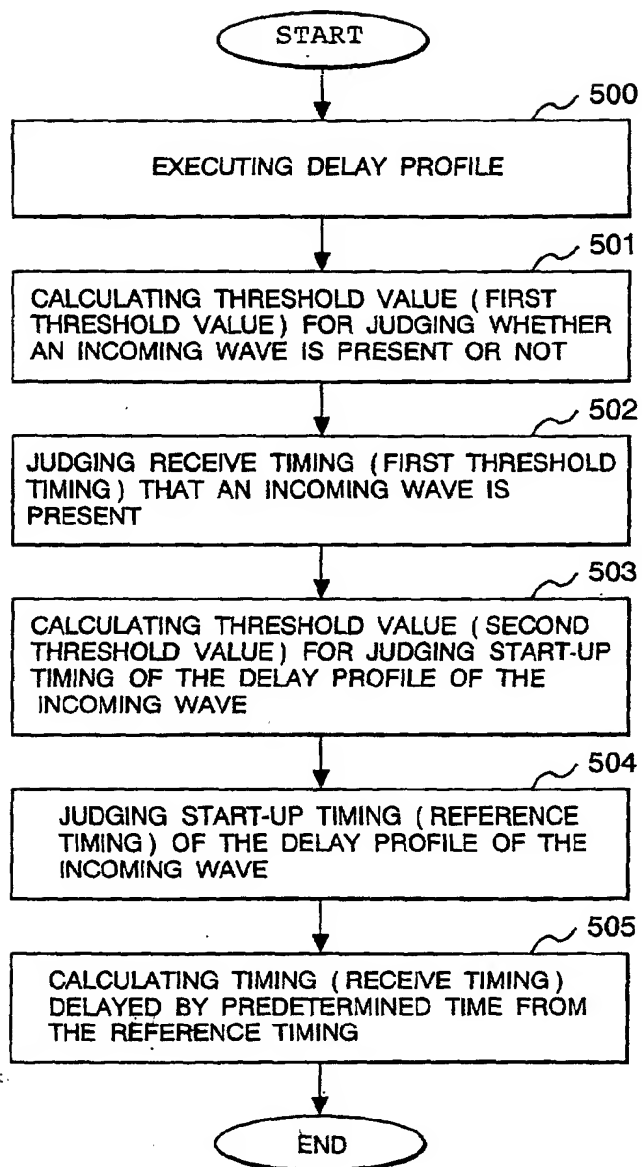 START
500
EXECUTING DELAY PROFILE
501
CALCULATING THRESHOLD VALUE (FIRST
THRESHOLD VALUE) FOR JUDGING WHETHER
AN INCOMING WAVE IS PRESENT OR NOT
502
JUDGING RECEIVE TIMING (FIRST THRESHOLD
TIMING) THAT AN INCOMING WAVE IS
PRESENT
503
CALCULATING THRESHOLD VALUE (SECOND
THRESHOLD VALUE) FOR JUDGING START-UP
TIMING OF THE DELAY PROFILE OF THE
INCOMING WAVE
504
JUDGING START-UP TIMING (REFERENCE
TIMING) OF THE DELAY PROFILE OF THE
INCOMING WAVE
505
CALCULATING TIMING (RECEIVE TIMING)
DELAYED BY PREDETERMINED TIME FROM
THE REFERENCE TIMING
END